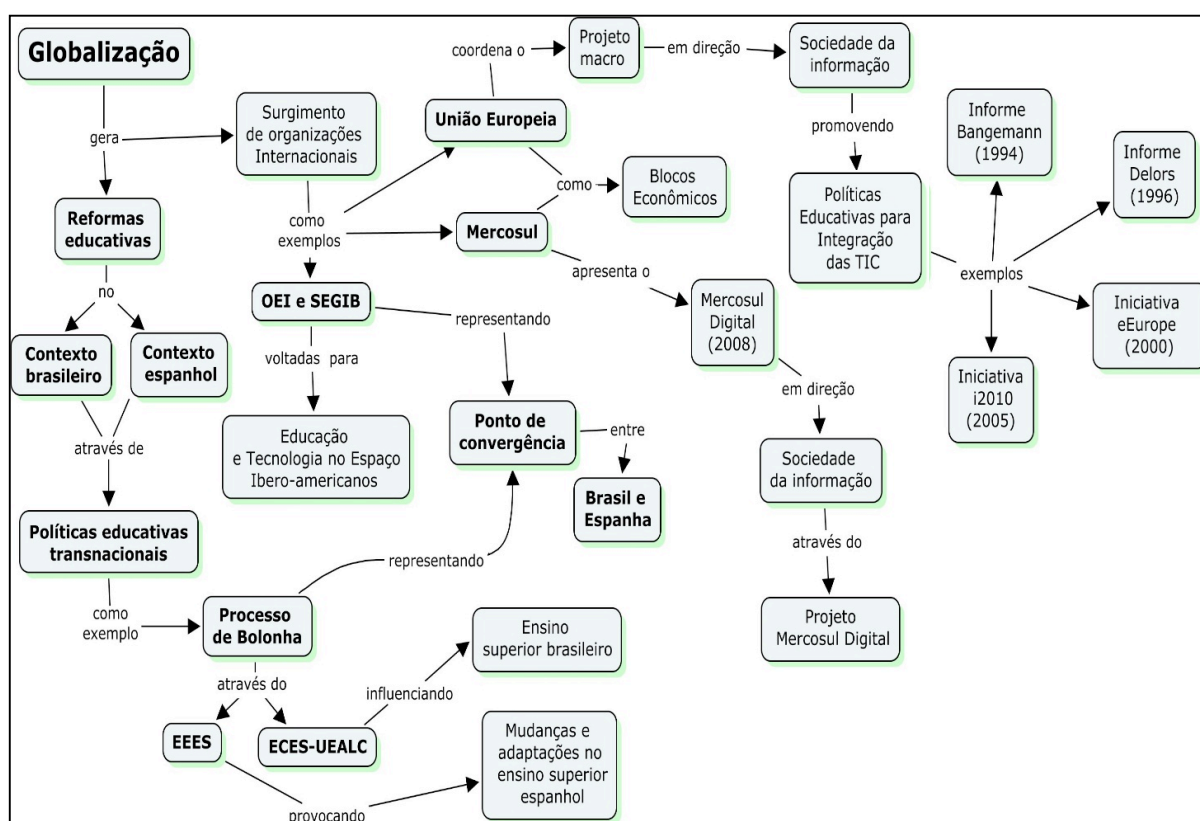 Globalização
gera
Surgimento
de organizações
Internacionais
Reformas
educativas
no
Contexto
brasileiro
Contexto
espanhol
através de
Políticas educativas
transnacionais
como
exemplo
Processo
de Bolonha
através do
EEES
ECES-UEALC
influenciando
Ensino
superior brasileiro
provocando
Mudanças e
adaptações no
ensino superior
espanhol
como
exemplos
OEI e SEGIB
voltadas para
Educação
e Tecnologia no Espaço
Ibero-americanos
representando
Ponto de
convergência
entre
Brasil e
Espanha
representando
União Europeia
coordena o
Projeto
macro
em direção
Sociedade da
informação
promovendo
Políticas
Educativas para
Integração
das TIC
exemplos
Informe
Bangemann
(1994)
Informe
Delors
(1996)
Iniciativa
eEurope
(2000)
Iniciativa
i2010
(2005)
como
Blocos
Econômicos
Mercosul
apresenta o
Mercosul
Digital
(2008)
em direção
Sociedade
da informação
através do
Projeto
Mercosul Digital